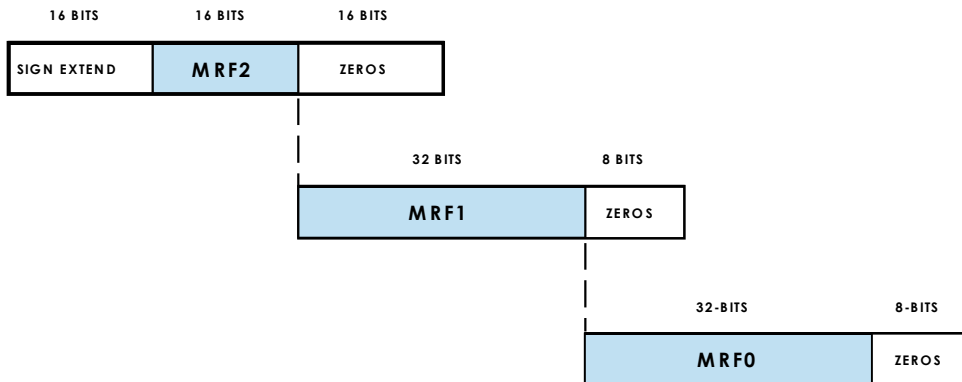 16 BITS 16 BITS 16 BITS
SIGN EXTEND MRF2 ZEROS
32 BITS 8 BITS
MRF1 ZEROS
32-BITS 8-BITS
MRF0 ZEROS